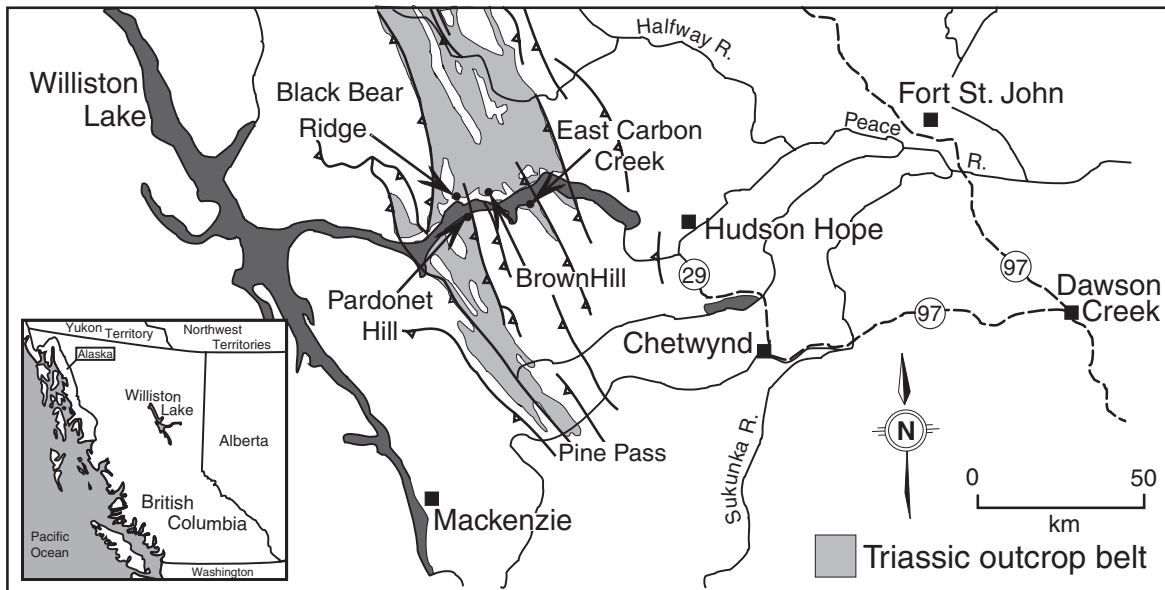 Williston
Lake
Black Bear
Ridge
East Carbon
Creek
Halfway R.
Fort St. John
Peace
R.
Hudson Hope
29
97
97
Dawson
Creek
Chetwynd
BrownHill
Pardonet
Hill
Pine Pass
Sukunka R.
Mackenzie
N
0 50
km
Triassic outcrop belt
Yukon
Territory
Northwest
Territories
Alaska
Williston
Lake
Alberta
British
Columbia
Pacific
Ocean
Washington